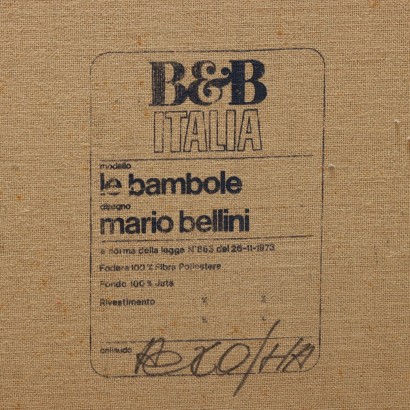 B&B
ITALIA
modello
le bambole
disegno
mario bellini
a norma della legge N°883 del 26-11-1973
Fodera 100 % Fibra Poliestere
Fondo 100 % Juta
Rivestimento % %
% %
collaudo